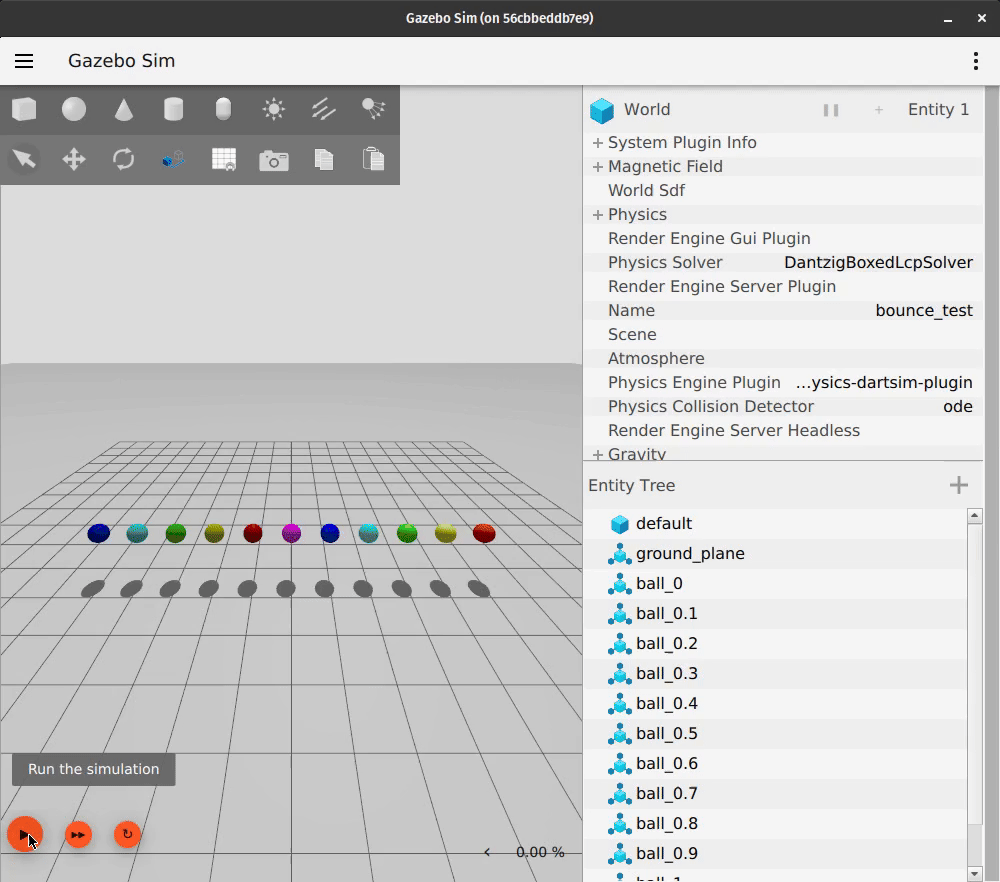 Gazebo Sim (on 56cbbeddb7e9)
Gazebo Sim
World
Entity 1
System Plugin Info
Magnetic Field
World Sdf
Physics
Render Engine Gui Plugin
Physics Solver DantzigBoxedLcpSolver
Render Engine Server Plugin
Name bounce_test
Scene
Atmosphere
Physics Engine Plugin …ysics-dartsim-plugin
Physics Collision Detector ode
Render Engine Server Headless
Gravity
Entity Tree
default
ground_plane
ball_0
ball_0.1
ball_0.2
ball_0.3
ball_0.4
ball_0.5
ball_0.6
ball_0.7
ball_0.8
ball_0.9
ball_1
Run the simulation
0.00 %